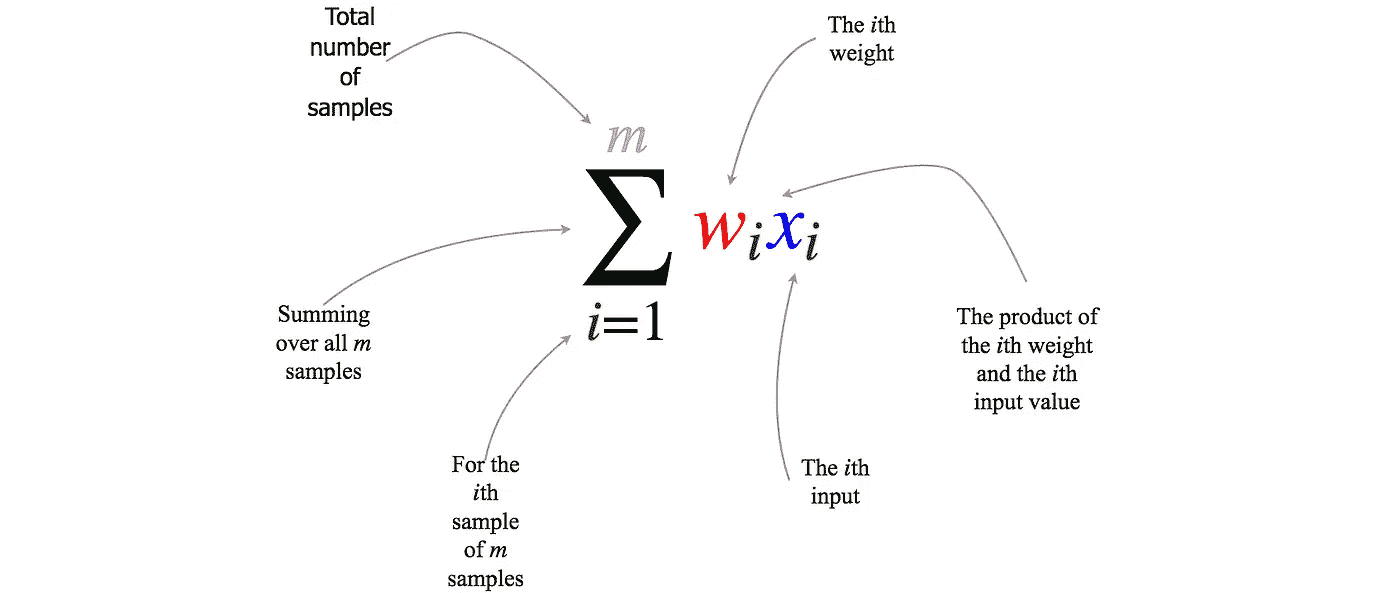 Total
number
of
samples
The ith
weight
m
∑ wᵢxᵢ
i=1
Summing
over all m
samples
The product of
the ith weight
and the ith
input value
For the
ith
sample
of m
samples
The ith
input